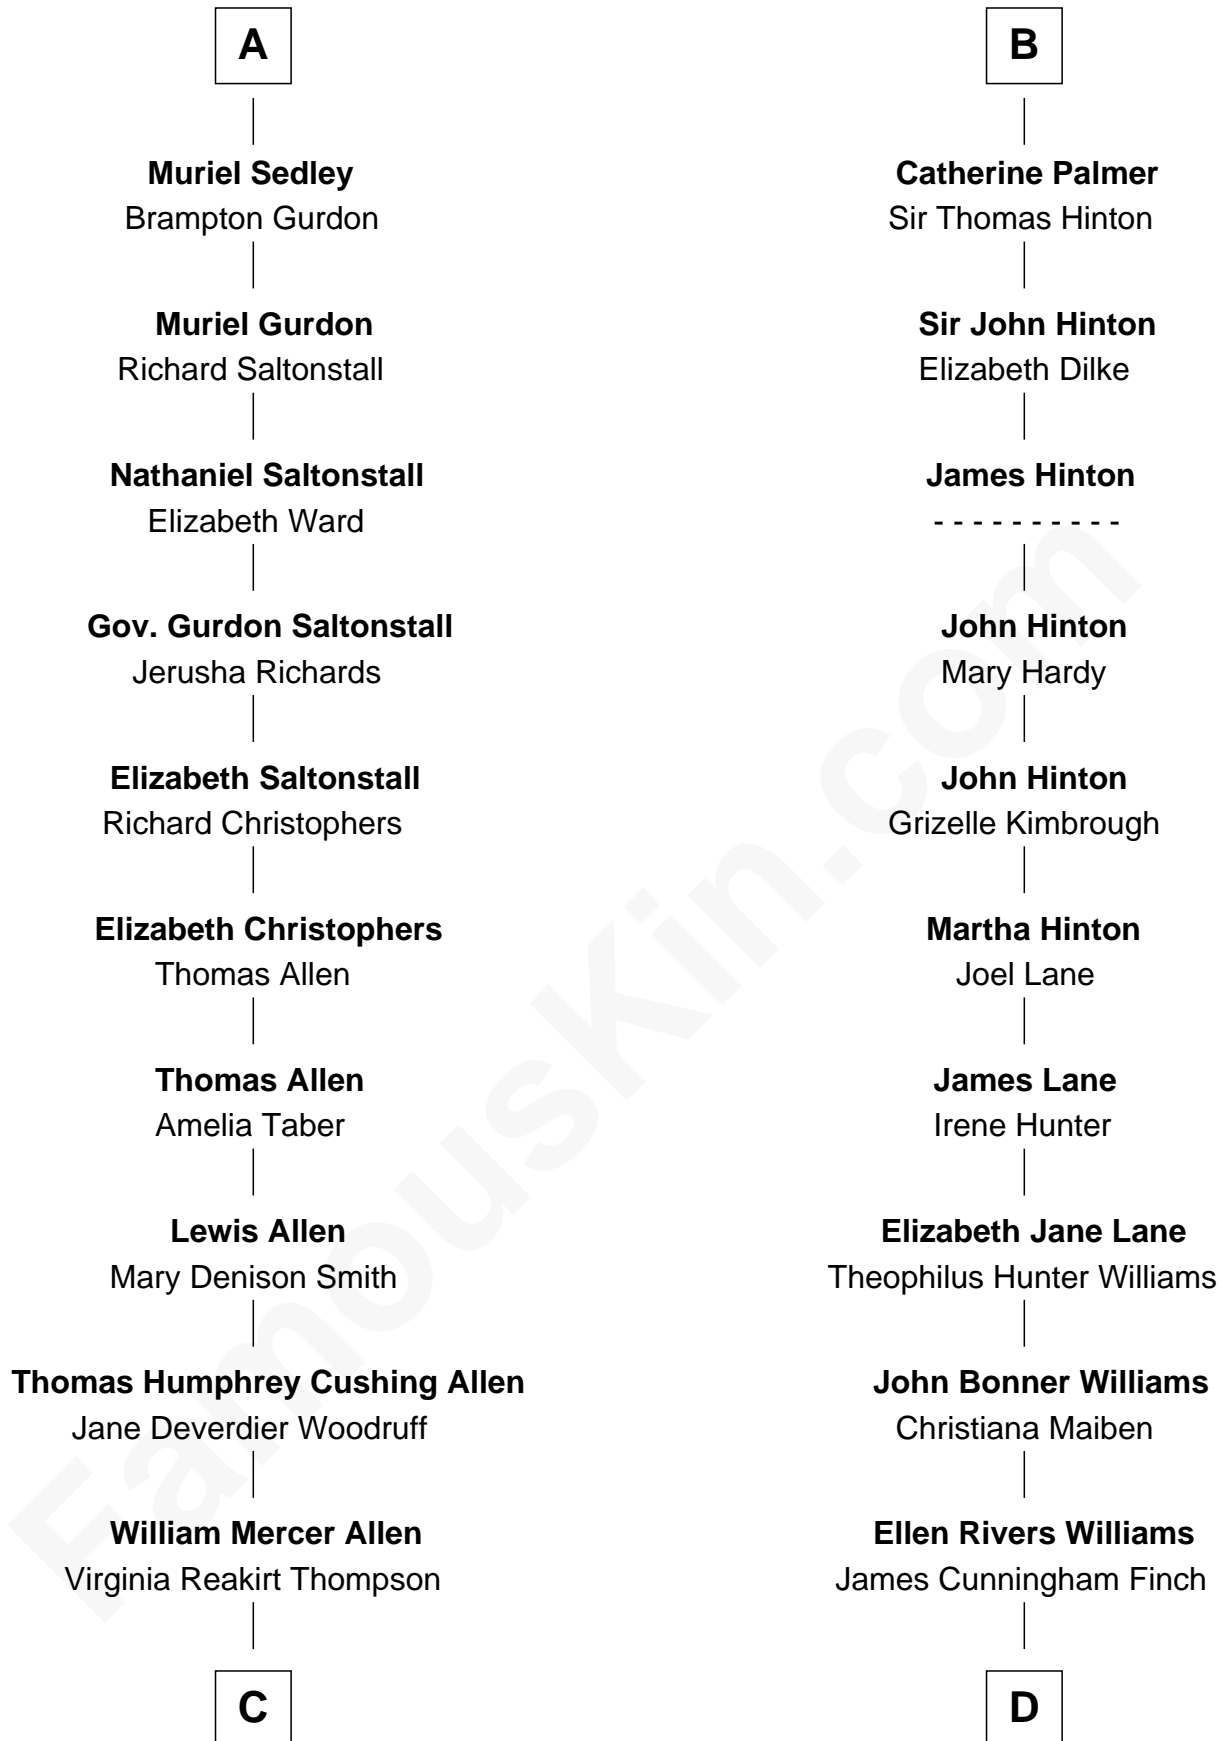 A
Muriel Sedley
Brampton Gurdon
Muriel Gurdon
Richard Saltonstall
Nathaniel Saltonstall
Elizabeth Ward
Gov. Gurdon Saltonstall
Jerusha Richards
Elizabeth Saltonstall
Richard Christophers
Elizabeth Christophers
Thomas Allen
Thomas Allen
Amelia Taber
Lewis Allen
Mary Denison Smith
Thomas Humphrey Cushing Allen
Jane Deverdier Woodruff
William Mercer Allen
Virginia Reakirt Thompson
C
B
Catherine Palmer
Sir Thomas Hinton
Sir John Hinton
Elizabeth Dilke
James Hinton
- - - - - - - - - -
John Hinton
Mary Hardy
John Hinton
Grizelle Kimbrough
Martha Hinton
Joel Lane
James Lane
Irene Hunter
Elizabeth Jane Lane
Theophilus Hunter Williams
John Bonner Williams
Christiana Maiben
Ellen Rivers Williams
James Cunningham Finch
D
FamousKin.com